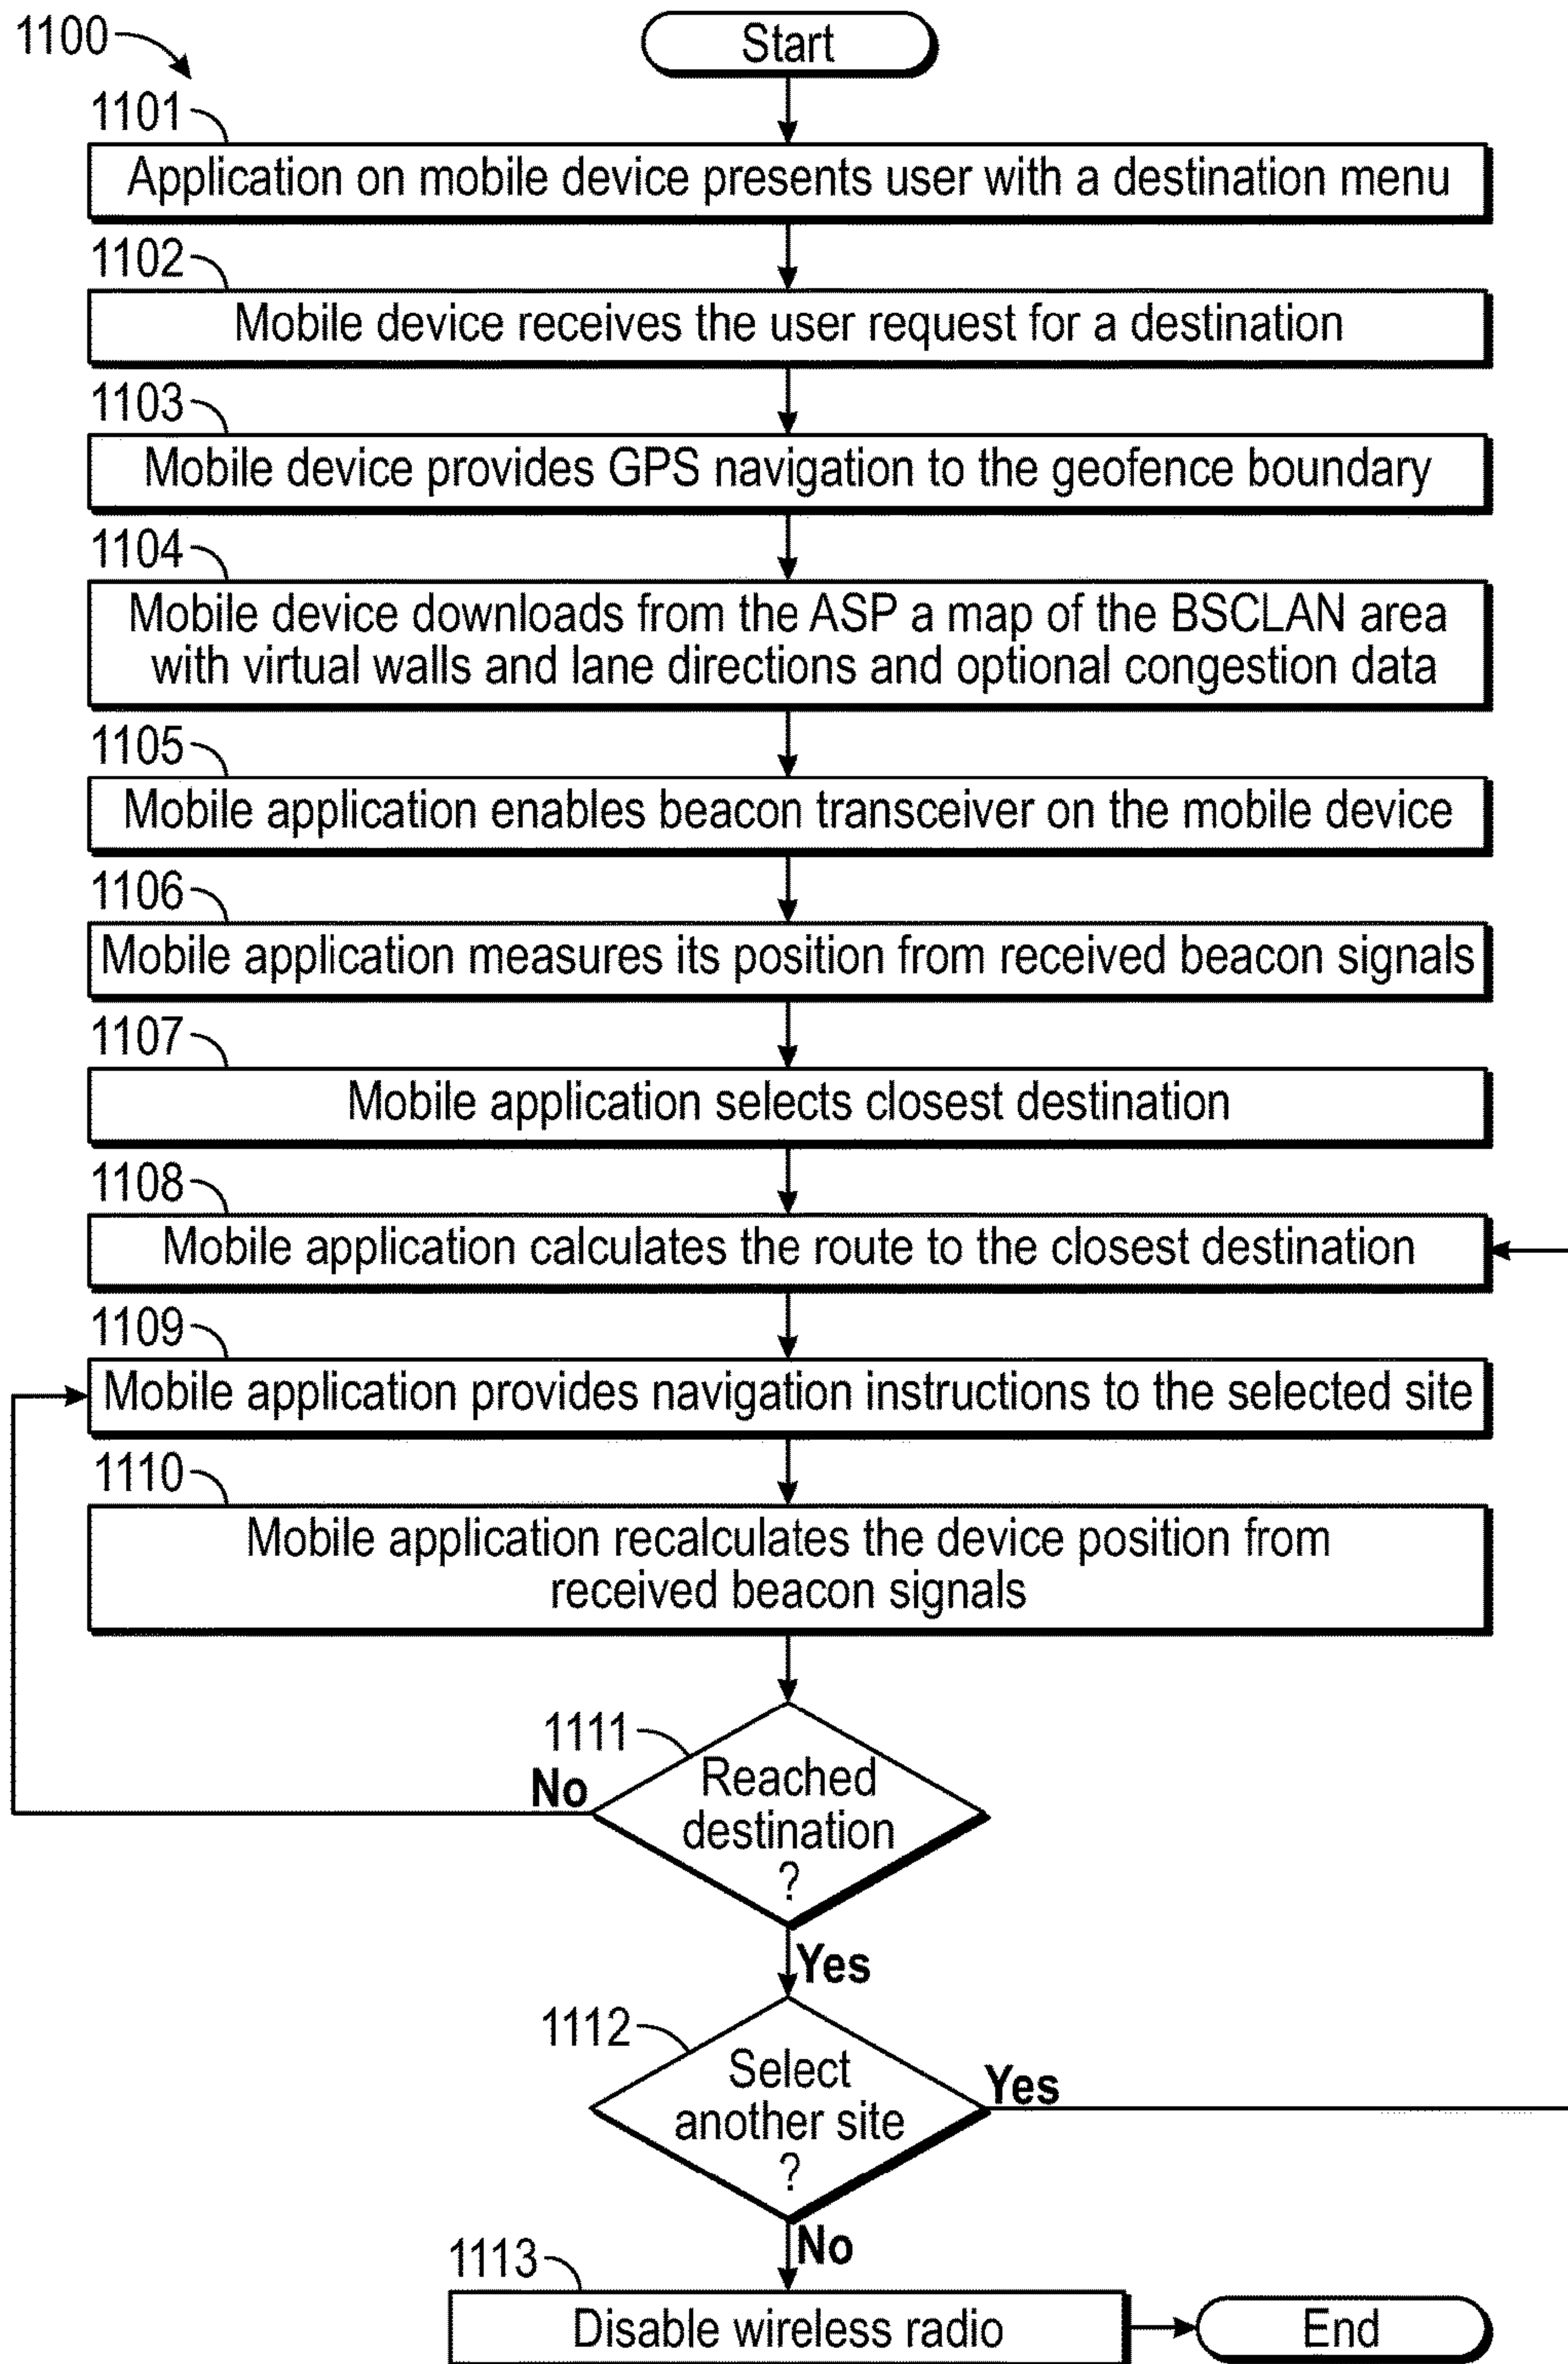 1100
Start
1101
Application on mobile device presents user with a destination menu
1102
Mobile device receives the user request for a destination
1103
Mobile device provides GPS navigation to the geofence boundary
1104
Mobile device downloads from the ASP a map of the BSCLAN area
with virtual walls and lane directions and optional congestion data
1105
Mobile application enables beacon transceiver on the mobile device
1106
Mobile application measures its position from received beacon signals
1107
Mobile application selects closest destination
1108
Mobile application calculates the route to the closest destination
1109
Mobile application provides navigation instructions to the selected site
1110
Mobile application recalculates the device position from
received beacon signals
1111
No
Reached
destination
?
Yes
1112
Select
another site
?
Yes
No
1113
Disable wireless radio
End